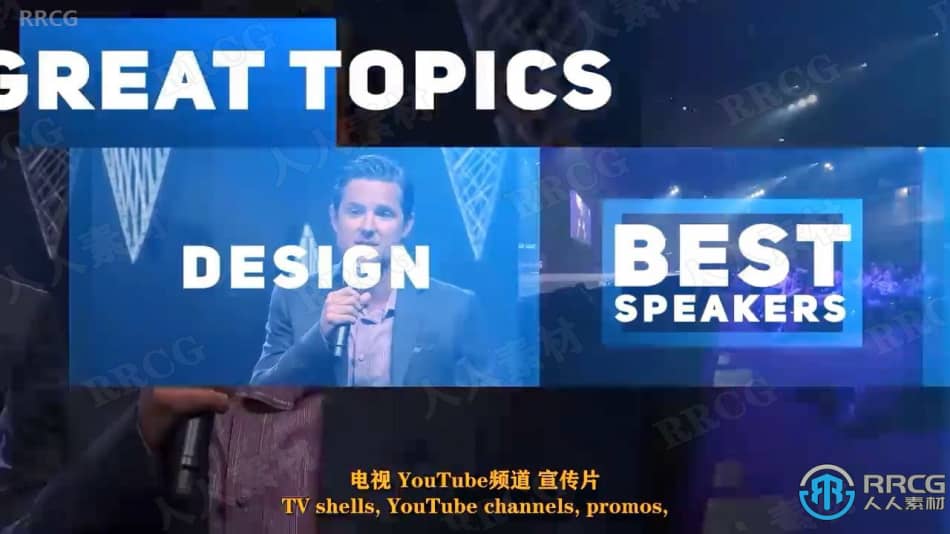 RRCG
GREAT TOPICS
DESIGN
BEST
SPEAKERS
电视 YouTube频道 宣传片
TV shells, YouTube channels, promos,
RRCG
人人素材